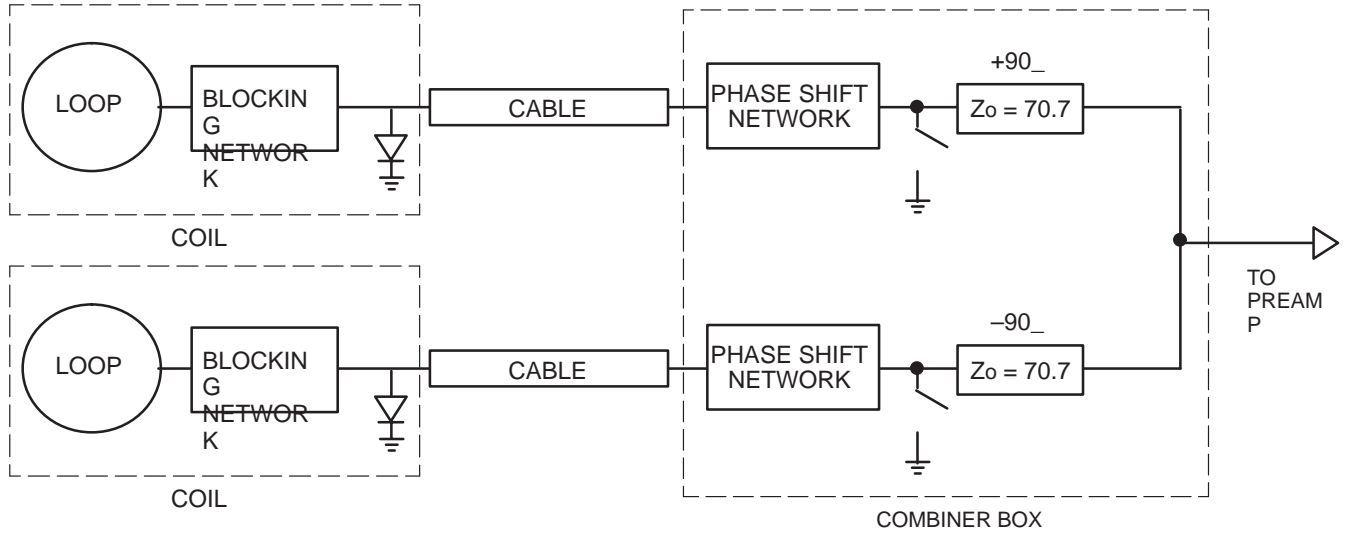 LOOP
BLOCKIN
G
NETWOR
K
CABLE
PHASE SHIFT
NETWORK
+90_
Zo = 70.7
COIL
TO
PREAM
P
LOOP
BLOCKIN
G
NETWOR
K
CABLE
PHASE SHIFT
NETWORK
–90_
Zo = 70.7
COIL
COMBINER BOX